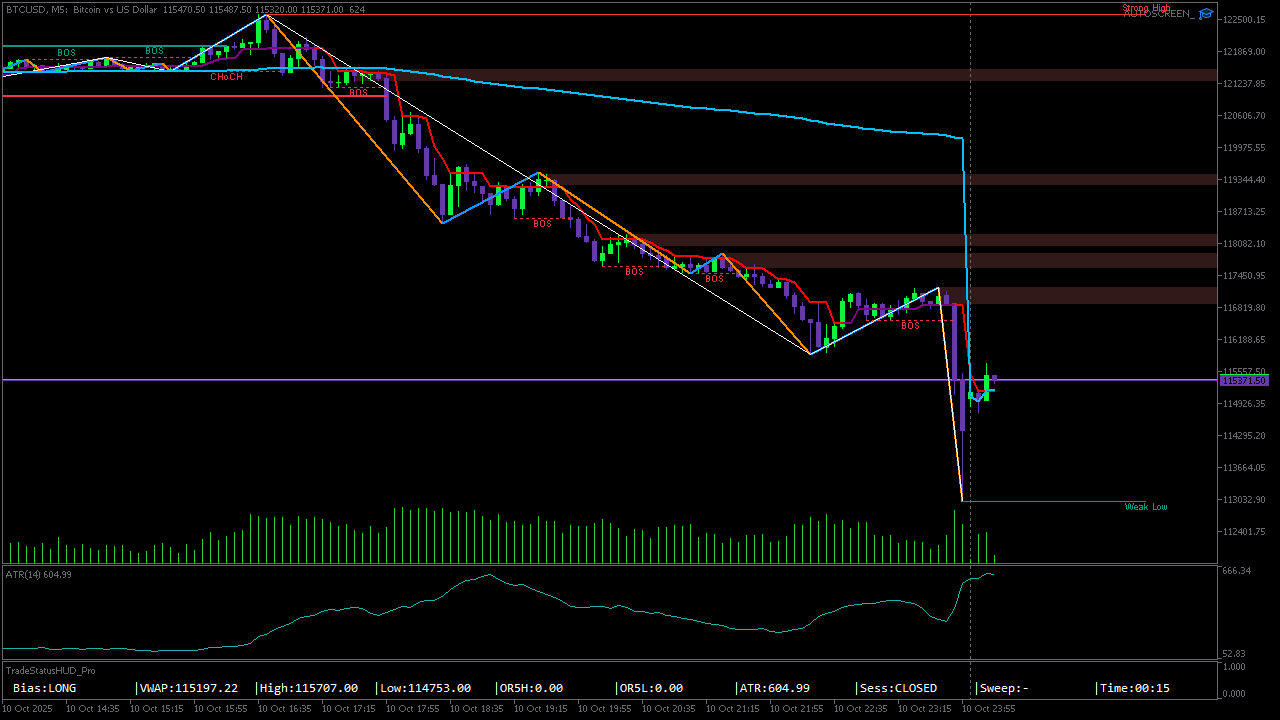 BTCUSD, M5: Bitcoin vs US Dollar 115470.50 115487.50 115320.00 115371.00 624
Strong High
AUTOSCREEN_
122500.15
BOS
BOS
121869.00
CHoCH
121237.85
BOS
120606.70
119975.55
119344.40
118713.25
BOS
118082.10
BOS
117450.95
BOS
116819.80
BOS
116188.65
115557.50
115371.50
114926.35
114295.20
113664.05
113032.90
Weak Low
112401.75
ATR(14) 604.99
666.34
52.83
TradeStatusHUD_Pro
1.000
Bias:LONG |VWAP:115197.22 |High:115707.00 |Low:114753.00 |OR5H:0.00 |OR5L:0.00 |ATR:604.99 |Sess:CLOSED |Sweep:- |Time:00:15
0.000
10 Oct 2025 10 Oct 14:35 10 Oct 15:15 10 Oct 15:55 10 Oct 16:35 10 Oct 17:15 10 Oct 17:55 10 Oct 18:35 10 Oct 19:15 10 Oct 19:55 10 Oct 20:35 10 Oct 21:15 10 Oct 21:55 10 Oct 22:35 10 Oct 23:15 10 Oct 23:55